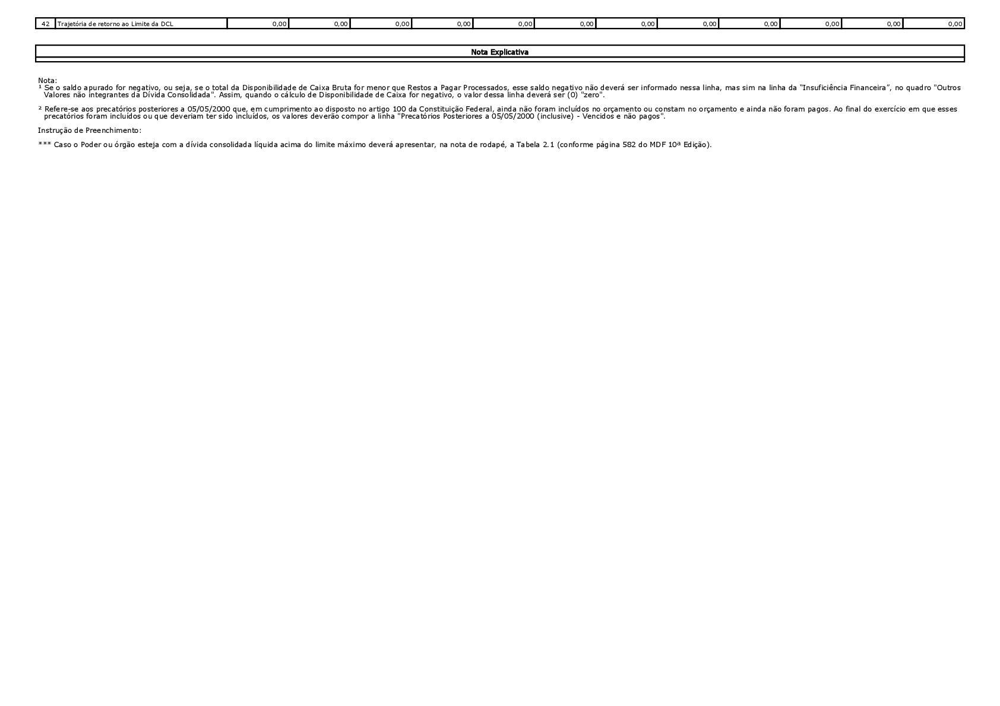 42 Trajetória de retorno ao Limite da DCL 0,00 0,00 0,00 0,00 0,00 0,00 0,00 0,00 0,00 0,00 0,00 0,00
Nota Explicativa
Nota:
¹ Se o saldo apurado for negativo, ou seja, se o total da Disponibilidade de Caixa Bruta for menor que Restos a Pagar Processados, esse saldo negativo não deverá ser informado nessa linha, mas sim na linha da “Insuficiência Financeira”, no quadro "Outros
Valores não integrantes da Dívida Consolidada". Assim, quando o cálculo de Disponibilidade de Caixa for negativo, o valor dessa linha deverá ser (0) "zero".
² Refere-se aos precatórios posteriores a 05/05/2000 que, em cumprimento ao disposto no artigo 100 da Constituição Federal, ainda não foram incluídos no orçamento ou constam no orçamento e ainda não foram pagos. Ao final do exercício em que esses
precatórios foram incluídos ou que deveriam ter sido incluídos, os valores deverão compor a linha "Precatórios Posteriores a 05/05/2000 (inclusive) - Vencidos e não pagos".
Instrução de Preenchimento:
*** Caso o Poder ou órgão esteja com a dívida consolidada líquida acima do limite máximo deverá apresentar, na nota de rodapé, a Tabela 2.1 (conforme página 582 do MDF 10ª Edição).